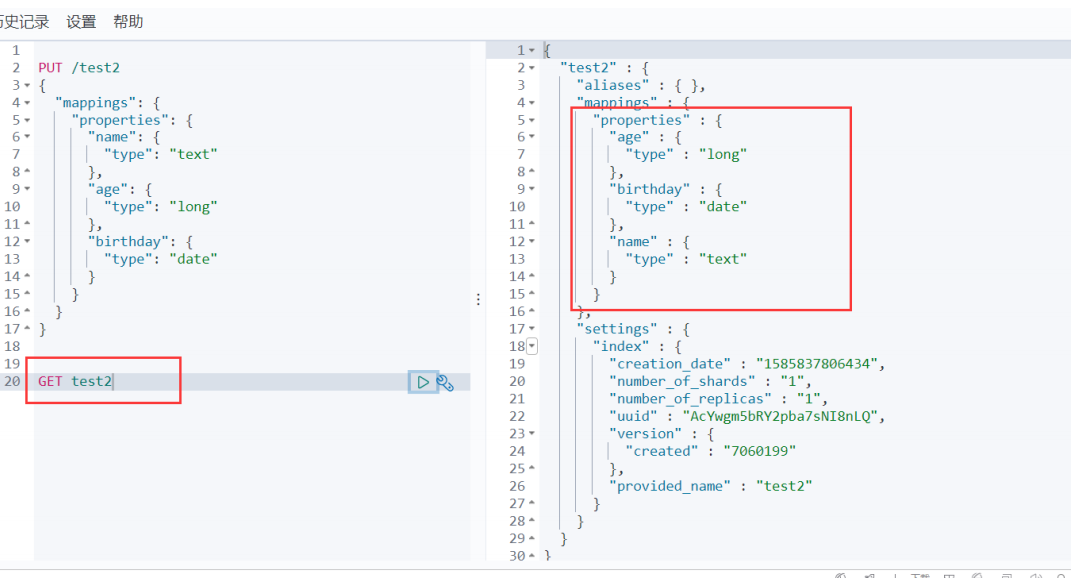 历史记录 设置 帮助
1
2 PUT /test2
3 {
4 "mappings": {
5 "properties": {
6 "name": {
7 "type": "text"
8 },
9 "age": {
10 "type": "long"
11 },
12 "birthday": {
13 "type": "date"
14 }
15 }
16 }
17 }
18
19
20 GET test2
1 {
2 "test2" : {
3 "aliases" : { },
4 "mappings" : {
5 "properties" : {
6 "age" : {
7 "type" : "long"
8 },
9 "birthday" : {
10 "type" : "date"
11 },
12 "name" : {
13 "type" : "text"
14 }
15 }
16 },
17 "settings" : {
18 "index" : {
19 "creation_date" : "1585837806434",
20 "number_of_shards" : "1",
21 "number_of_replicas" : "1",
22 "uuid" : "AcYwgm5bRY2pba7sNI8nLQ",
23 "version" : {
24 "created" : "7060199"
25 },
26 "provided_name" : "test2"
27 }
28 }
29 }
30 }